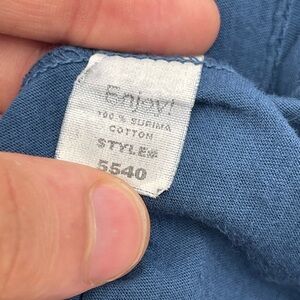 Enjoy!
100% SUPIMA
COTTON
STYLE#
5540